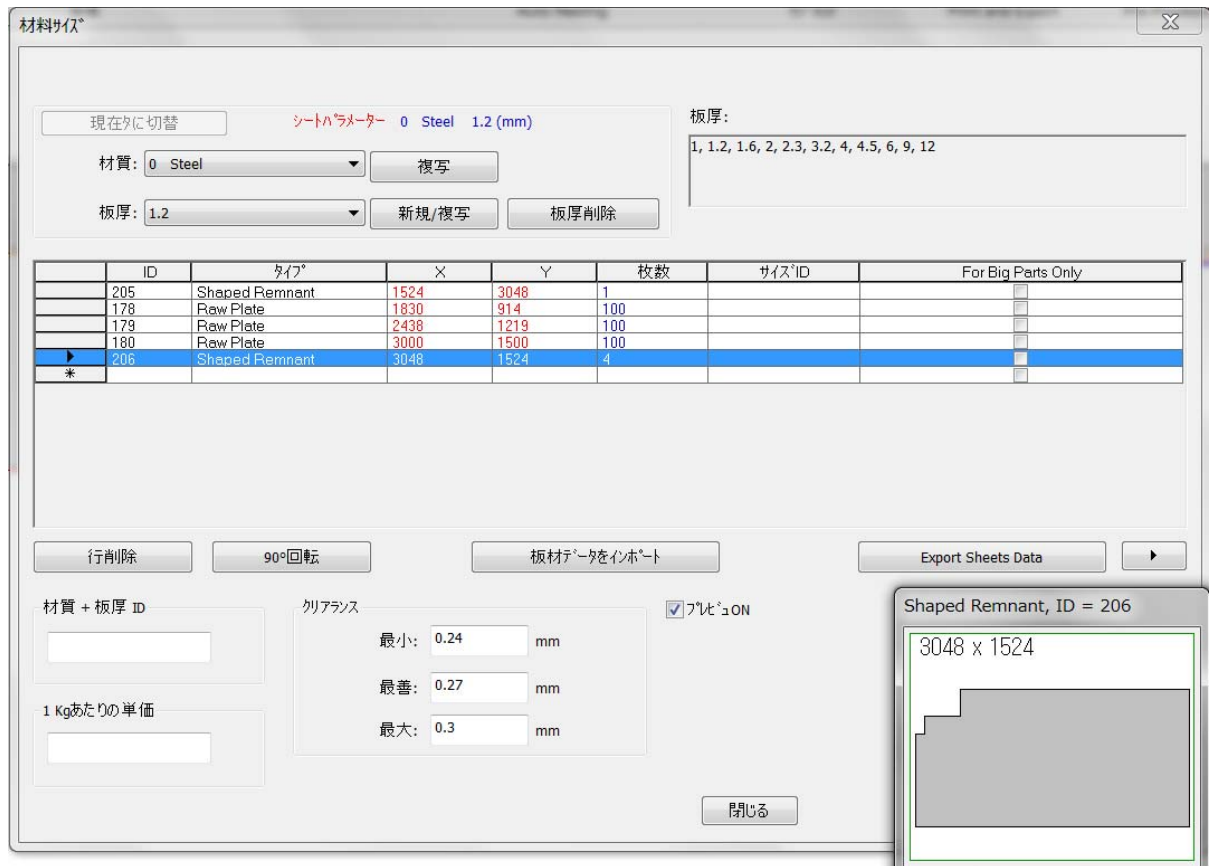 材料ｻｲｽﾞ
現在ﾀに切替
ｼｰﾄﾊﾟﾗﾒｰﾀｰ 0 Steel 1.2 (mm)
板厚:
材質: 0 Steel 複写
1, 1.2, 1.6, 2, 2.3, 3.2, 4, 4.5, 6, 9, 12
板厚: 1.2 新規/複写 板厚削除
ID ﾀｲﾌﾟ X Y 枚数 ｻｲｽﾞID For Big Parts Only
205 Shaped Remnant 1524 3048 1
178 Raw Plate 1830 914 100
179 Raw Plate 2438 1219 100
180 Raw Plate 3000 1500 100
206 Shaped Remnant 3048 1524 4
*
行削除 90°回転 板材ﾃﾞｰﾀをｲﾝﾎﾟｰﾄ Export Sheets Data
材質 + 板厚 ID
ｸﾘｱﾗﾝｽ
ﾌﾟﾚﾋﾞｭON
最小: 0.24 mm
最善: 0.27 mm
最大: 0.3 mm
1 Kgあたりの単価
閉じる
Shaped Remnant, ID = 206
3048 x 1524